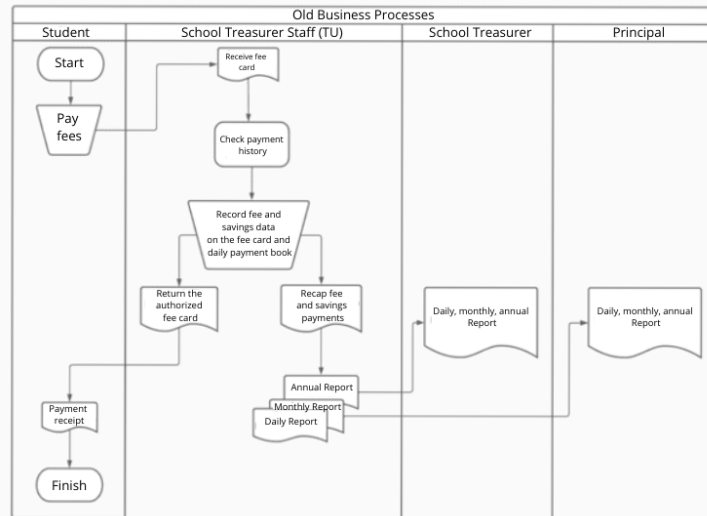 Old Business Processes
Student
School Treasurer Staff (TU)
School Treasurer
Principal
Start
Receive fee
card
Pay
fees
Check payment
history
Record fee and
savings data
on the fee card and
daily payment book
Return the
authorized
fee card
Recap fee
and savings
payments
Daily, monthly, annual
Report
Daily, monthly, annual
Report
Annual Report
Monthly Report
Daily Report
Payment
receipt
Finish